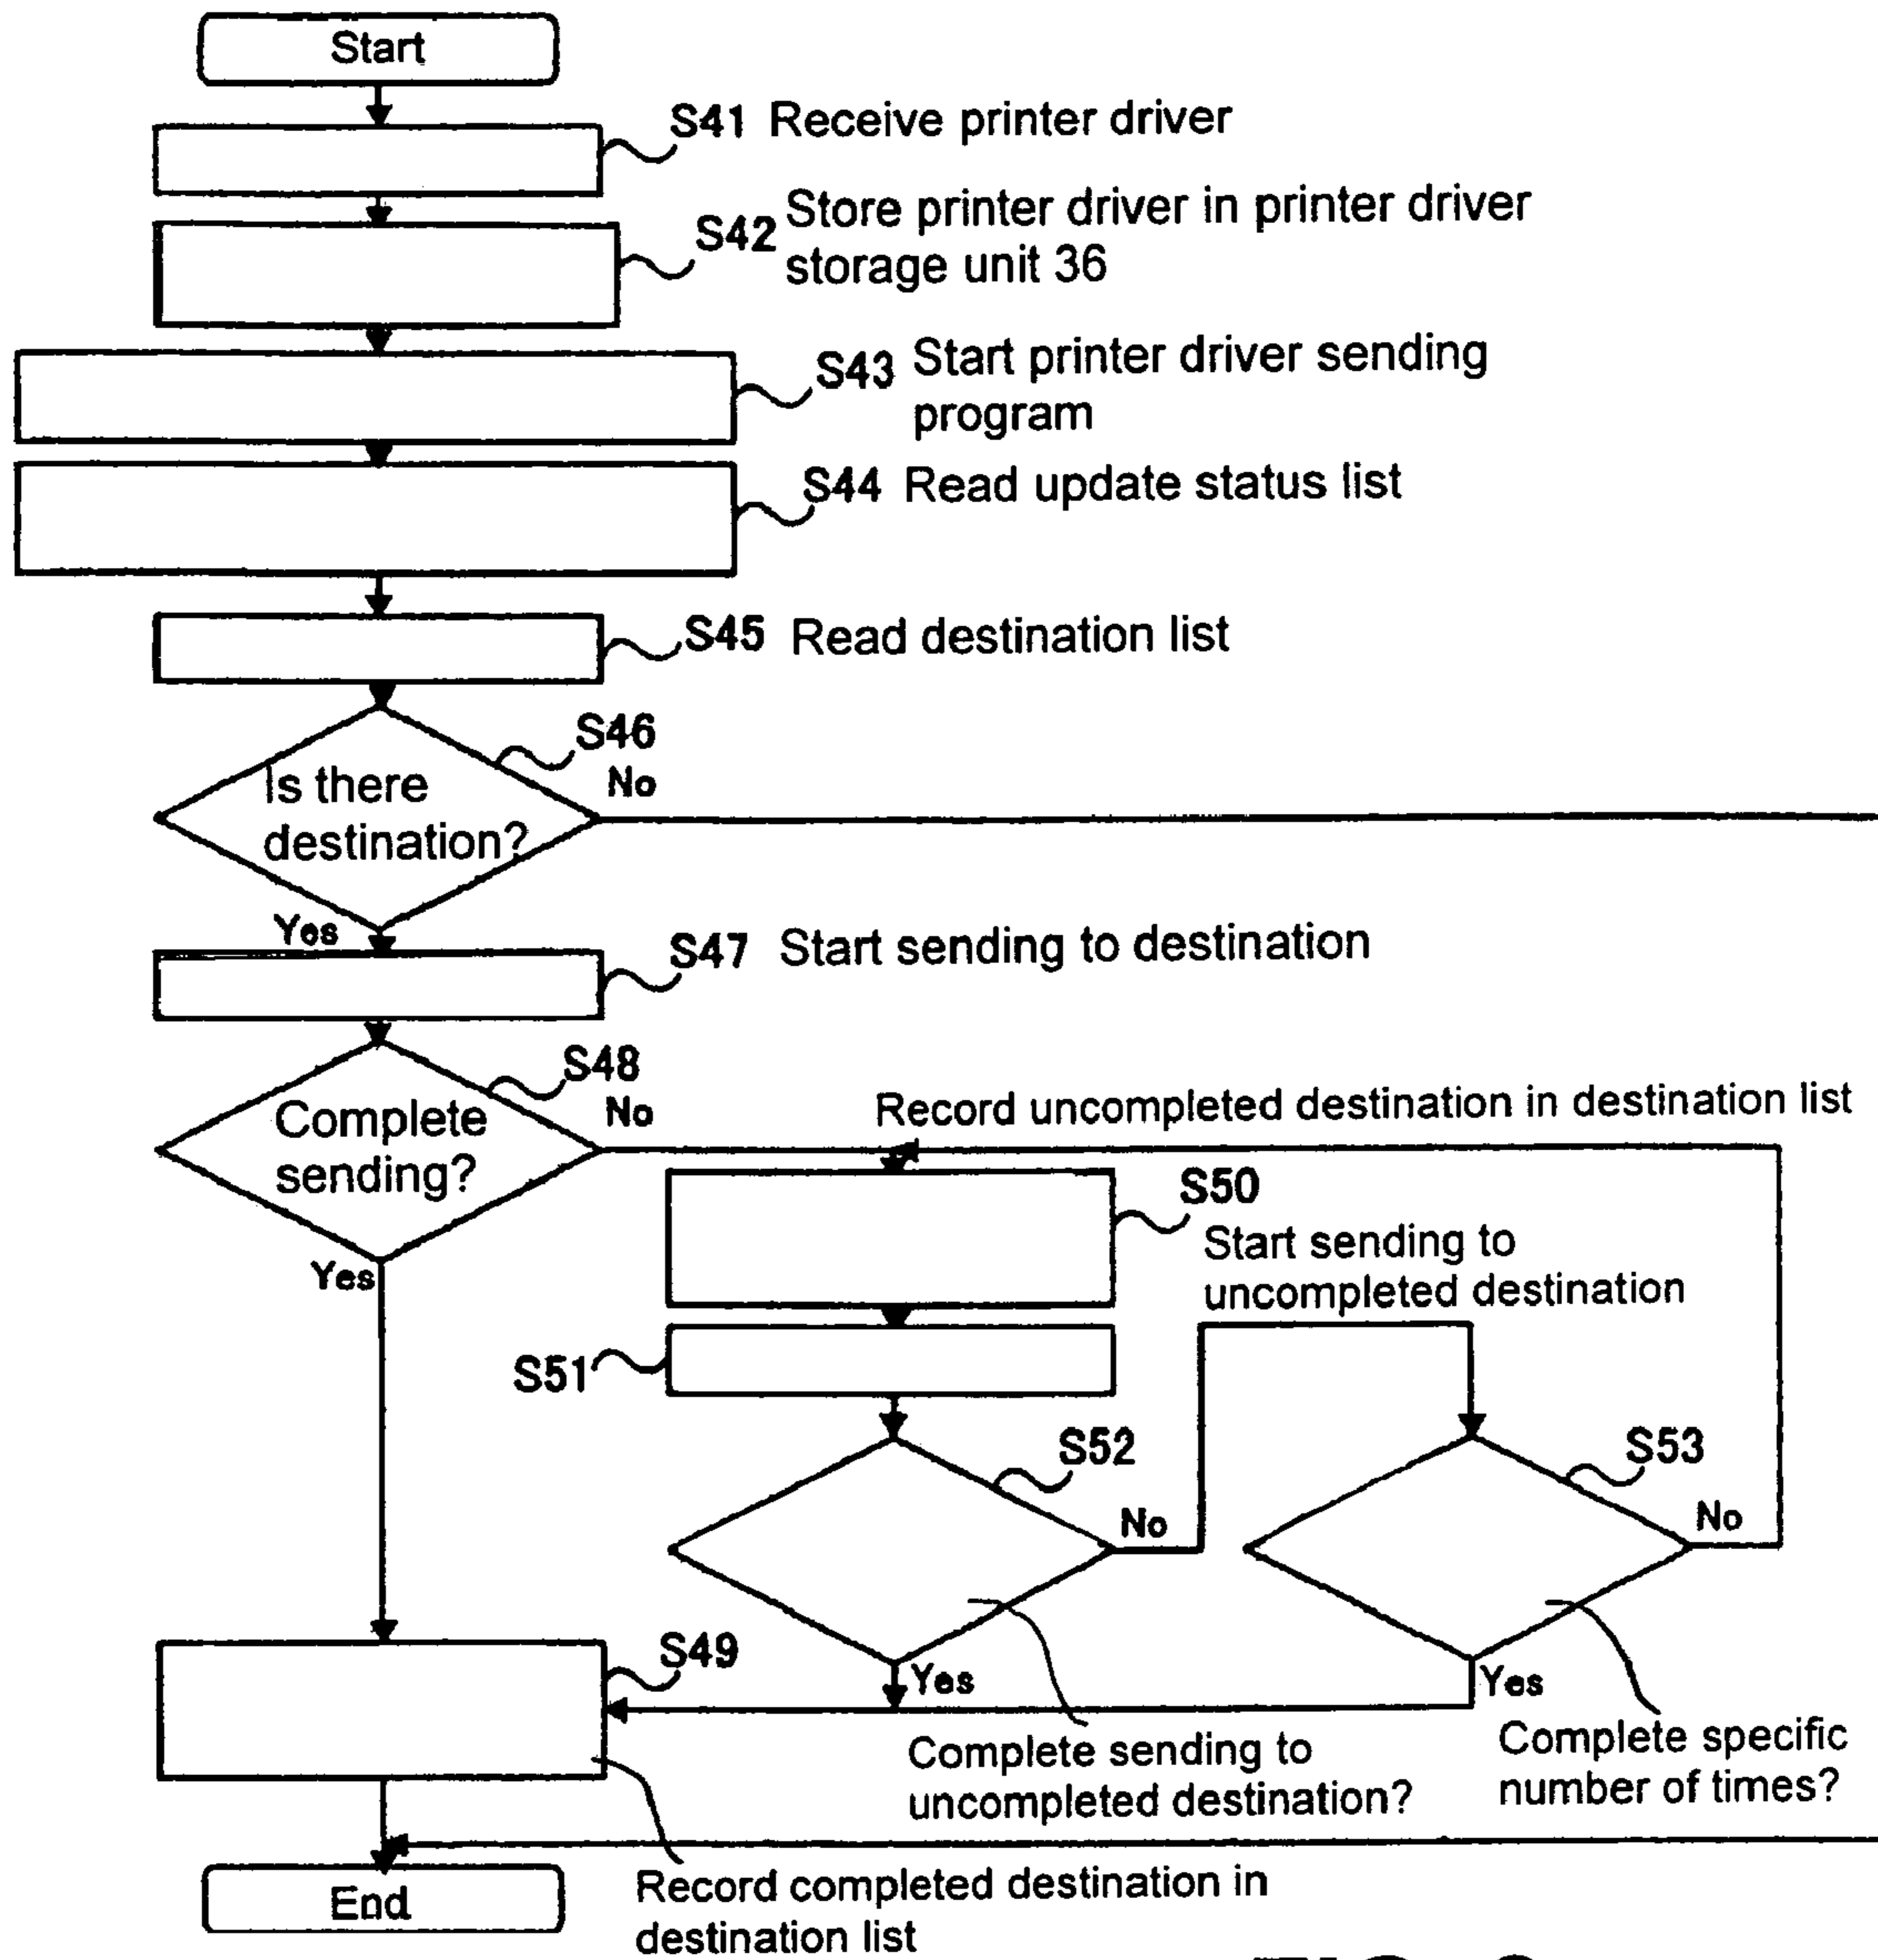 Start
S41 Receive printer driver
S42 Store printer driver in printer driver
storage unit 36
S43 Start printer driver sending
program
S44 Read update status list
S45 Read destination list
S46
Is there
destination?
No
Yes
S47 Start sending to destination
S48
Complete
sending?
No
Yes
Record uncompleted destination in destination list
S50
Start sending to
uncompleted destination
S51
S52
No
S53
No
S49
Yes
Yes
Complete sending to
uncompleted destination?
Complete specific
number of times?
End
Record completed destination in
destination list